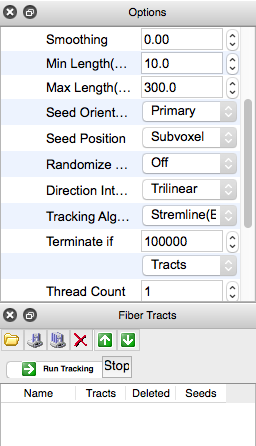 Options
Smoothing 0.00
Min Length(... 10.0
Max Length(... 300.0
Seed Orient... Primary
Seed Position Subvoxel
Randomize ... Off
Direction Int... Trilinear
Tracking Alg... Stremline(E
Terminate if 100000
Tracts
Thread Count 1
Fiber Tracts
Run Tracking Stop
Name Tracts Deleted Seeds